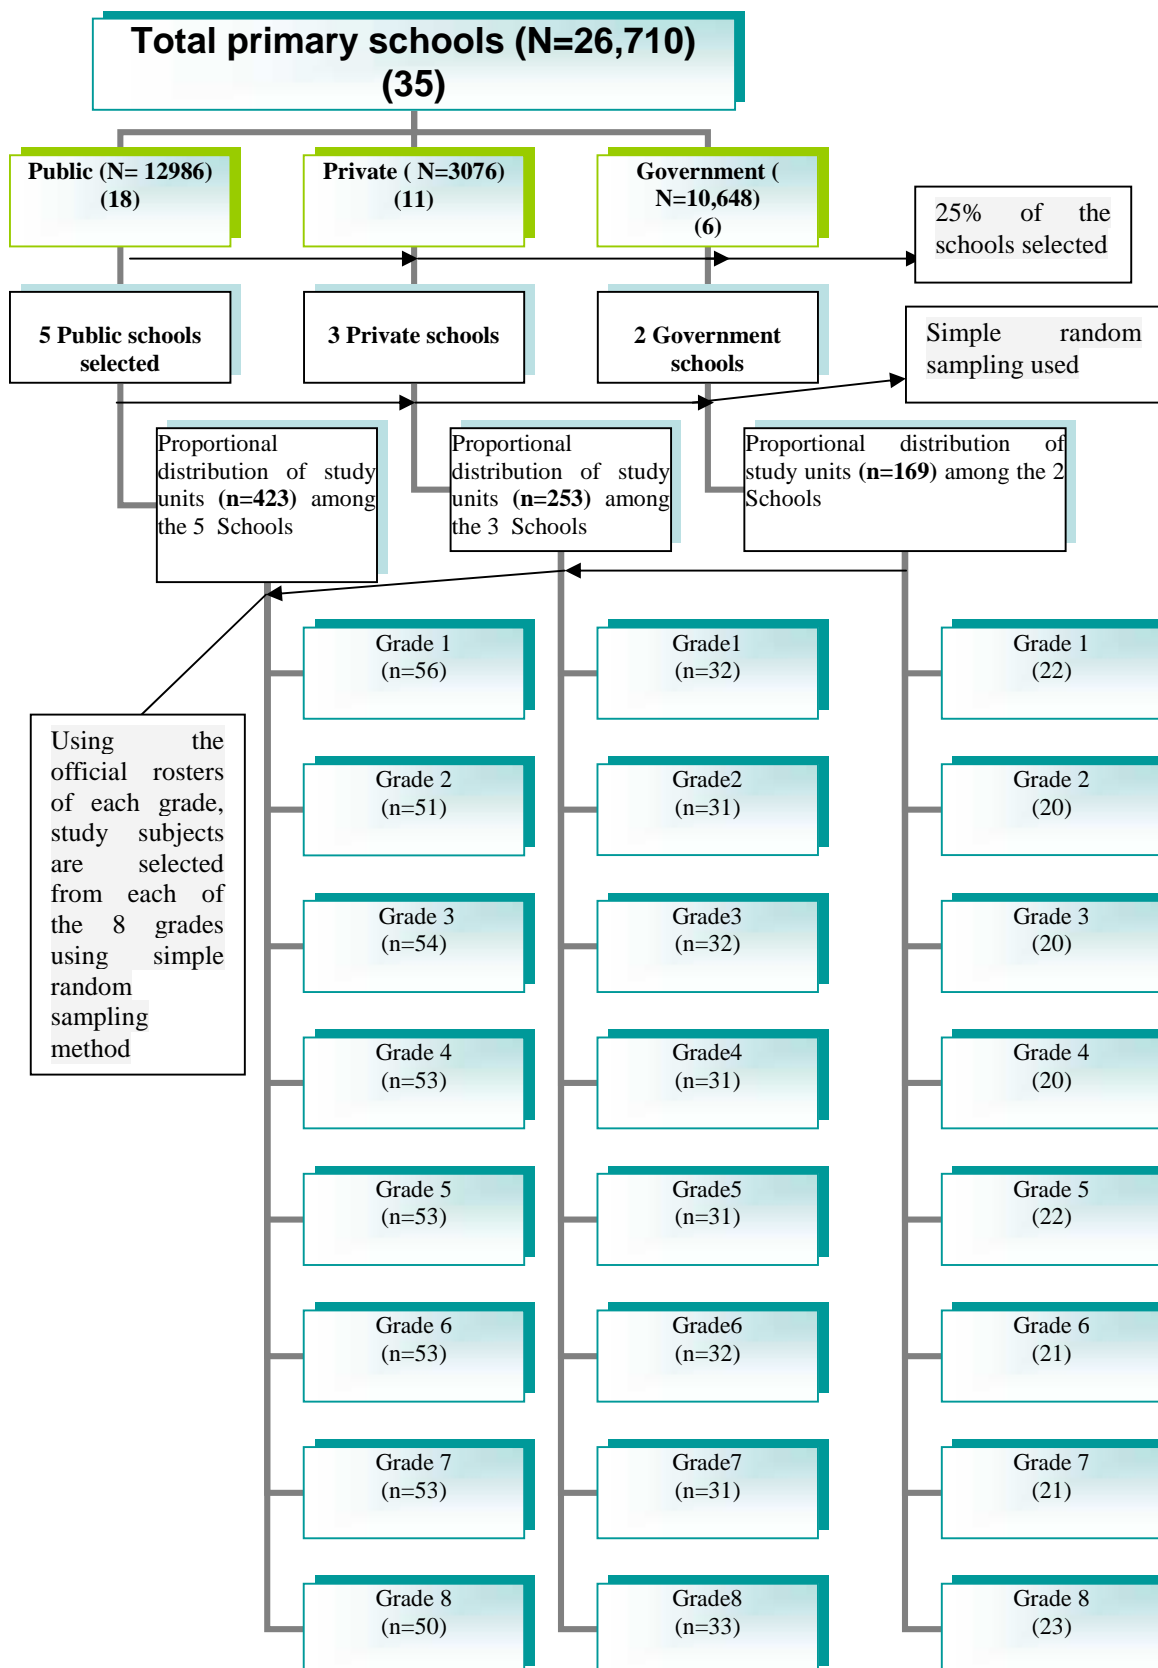 Total primary schools (N=26,710)
(35)
Public (N= 12986)
(18)
Private ( N=3076)
(11)
Government (
N=10,648)
(6)
25% of the
schools selected
5 Public schools
selected
3 Private schools
2 Government
schools
Simple random
sampling used
Proportional
distribution of study
units (n=423) among
the 5 Schools
Proportional
distribution of study
units (n=253) among
the 3 Schools
Proportional distribution of
study units (n=169) among the 2
Schools
Using the
official rosters
of each grade,
study subjects
are selected
from each of
the 8 grades
using simple
random
sampling
method
Grade 1
(n=56)
Grade1
(n=32)
Grade 1
(22)
Grade 2
(n=51)
Grade2
(n=31)
Grade 2
(20)
Grade 3
(n=54)
Grade3
(n=32)
Grade 3
(20)
Grade 4
(n=53)
Grade4
(n=31)
Grade 4
(20)
Grade 5
(n=53)
Grade5
(n=31)
Grade 5
(22)
Grade 6
(n=53)
Grade6
(n=32)
Grade 6
(21)
Grade 7
(n=53)
Grade7
(n=31)
Grade 7
(21)
Grade 8
(n=50)
Grade8
(n=33)
Grade 8
(23)